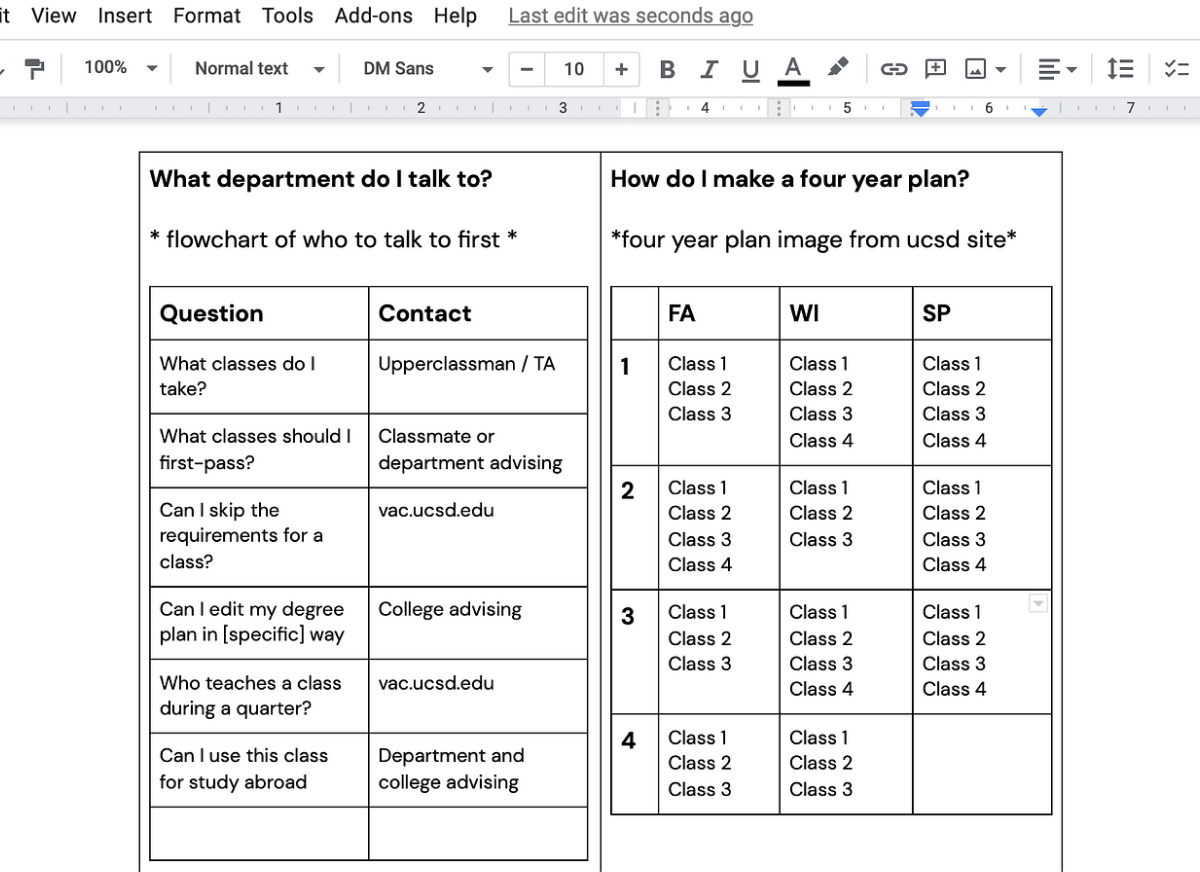 it View Insert Format Tools Add-ons Help Last edit was seconds ago
100% Normal text DM Sans 10 B I U A
1 2 3 4 5 6 7
What department do I talk to?
* flowchart of who to talk to first *
Question Contact
What classes do I Upperclassman / TA
take?
What classes should I Classmate or
first-pass? department advising
Can I skip the vac.ucsd.edu
requirements for a
class?
Can I edit my degree College advising
plan in [specific] way
Who teaches a class vac.ucsd.edu
during a quarter?
Can I use this class Department and
for study abroad college advising
How do I make a four year plan?
*four year plan image from ucsd site*
FA WI SP
1 Class 1 Class 1 Class 1
Class 2 Class 2 Class 2
Class 3 Class 3 Class 3
Class 4 Class 4
2 Class 1 Class 1 Class 1
Class 2 Class 2 Class 2
Class 3 Class 3 Class 3
Class 4 Class 4
3 Class 1 Class 1 Class 1
Class 2 Class 2 Class 2
Class 3 Class 3 Class 3
Class 4 Class 4
4 Class 1 Class 1
Class 2 Class 2
Class 3 Class 3